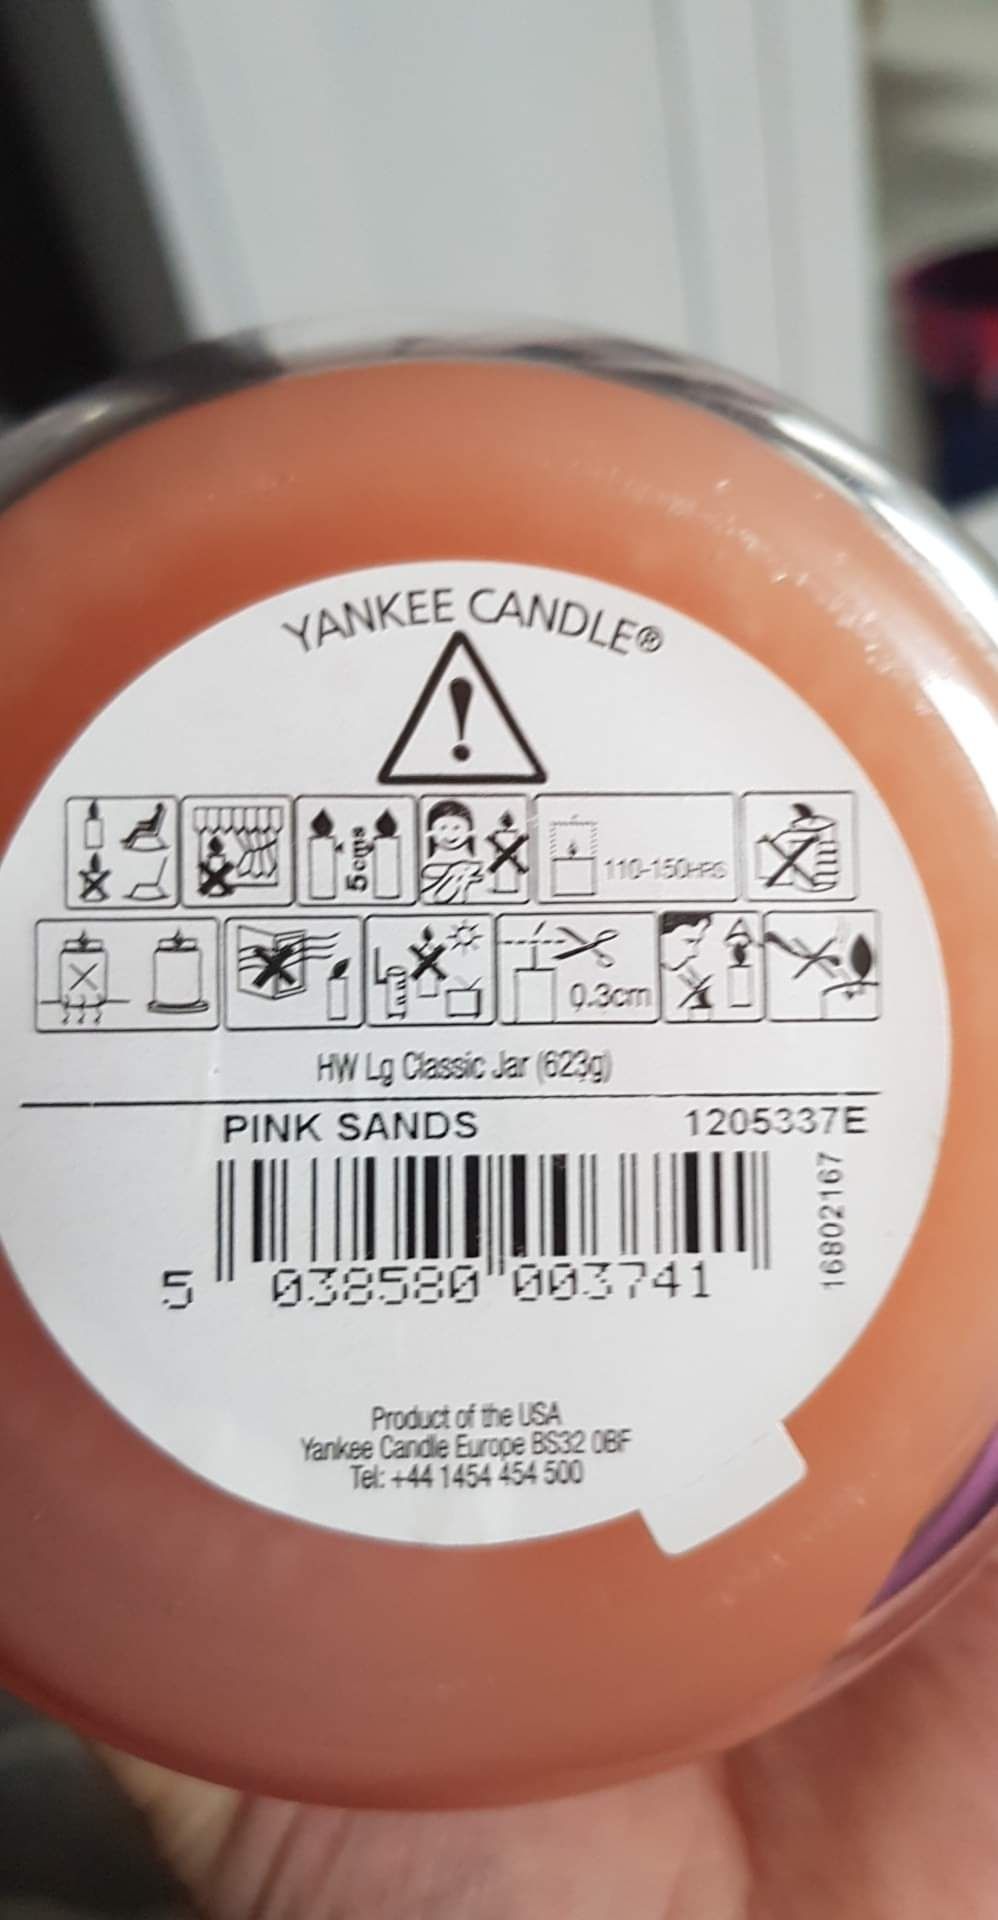 YANKEE CANDLE®
!
5cms
110-150HRS
0.3cm
HW Lg Classic Jar (623g)
PINK SANDS 1205337E
16802167
5 038580 003741
Product of the USA
Yankee Candle Europe BS32 0BF
Tel: +44 1454 454 500